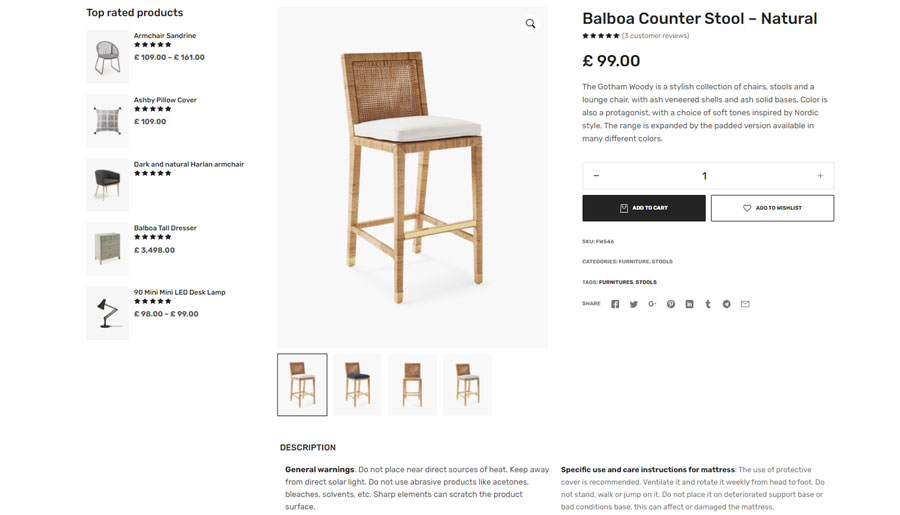 Top rated products
Armchair Sandrine
£ 109.00 – £ 161.00
Ashby Pillow Cover
£ 109.00
Dark and natural Harlan armchair
Balboa Tall Dresser
£ 3,498.00
90 Mini Mini LED Desk Lamp
£ 98.00 – £ 99.00
Balboa Counter Stool – Natural
(3 customer reviews)
£ 99.00
The Gotham Woody is a stylish collection of chairs, stools and a
lounge chair, with ash veneered shells and ash solid bases. Color is
also a protagonist, with a choice of soft tones inspired by Nordic
style. The range is expanded by the padded version available in
many different colors.
− 1 +
ADD TO CART
ADD TO WISHLIST
SKU: FW546
CATEGORIES: FURNITURE, STOOLS
TAGS: FURNITURES, STOOLS
SHARE
DESCRIPTION
General warnings: Do not place near direct sources of heat. Keep away
from direct solar light. Do not use abrasive products like acetones,
bleaches, solvents, etc. Sharp elements can scratch the product
surface.
Specific use and care instructions for mattress: The use of protective
cover is recommended. Ventilate it and rotate it weekly from head to foot. Do
not stand, walk or jump on it. Do not place it on deteriorated support base or
bad conditions base, this can affect or damaged the mattress.